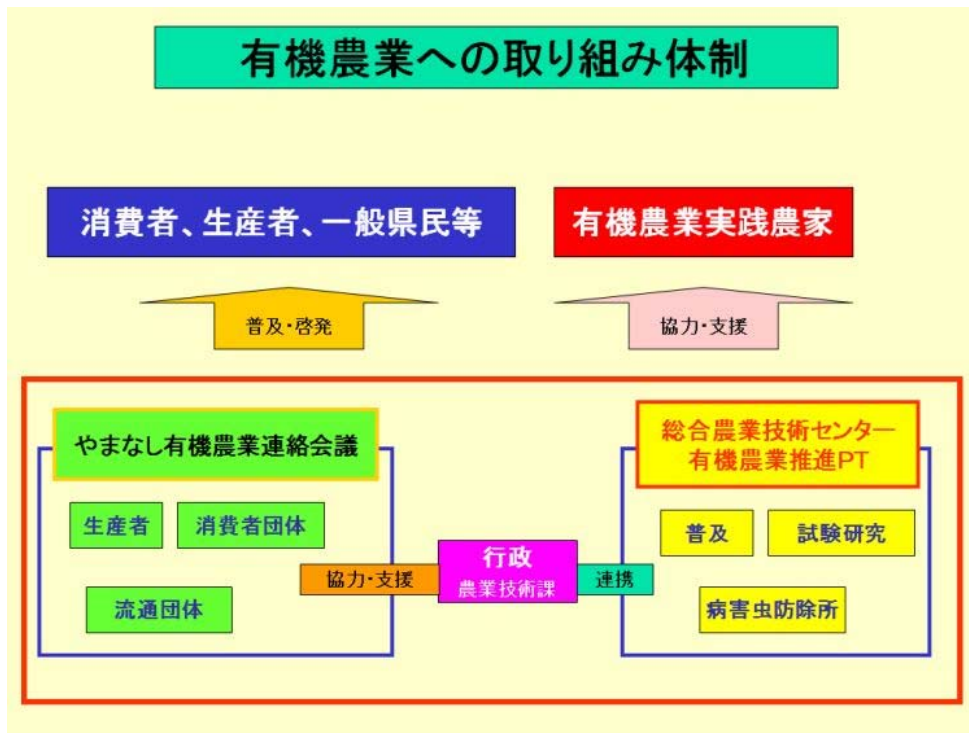 有機農業への取り組み体制
消費者、生産者、一般県民等
有機農業実践農家
普及・啓発
協力・支援
やまなし有機農業連絡会議
総合農業技術センター
有機農業推進PT
生産者
消費者団体
流通団体
協力・支援
行政
農業技術課
連携
普及
試験研究
病害虫防除所